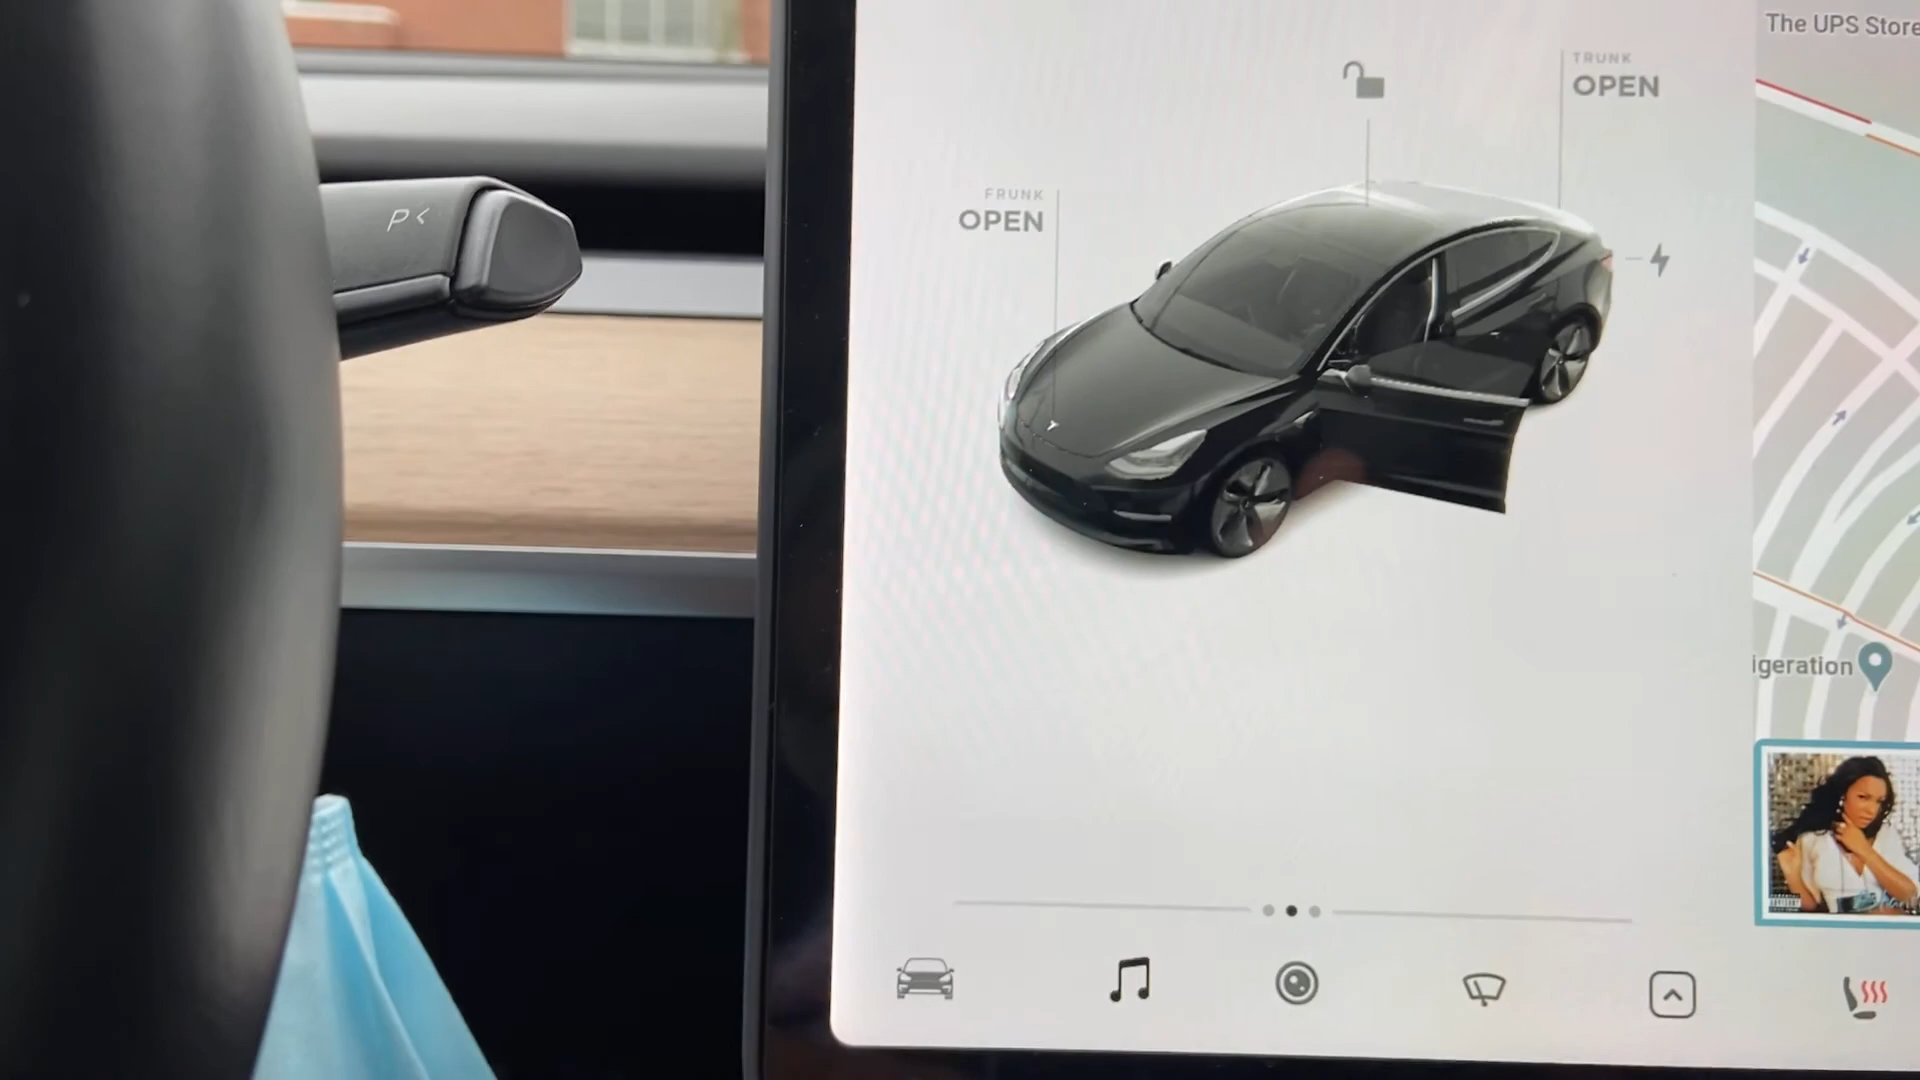 The UPS Store
TRUNK
OPEN
FRUNK
OPEN
P<
igeration